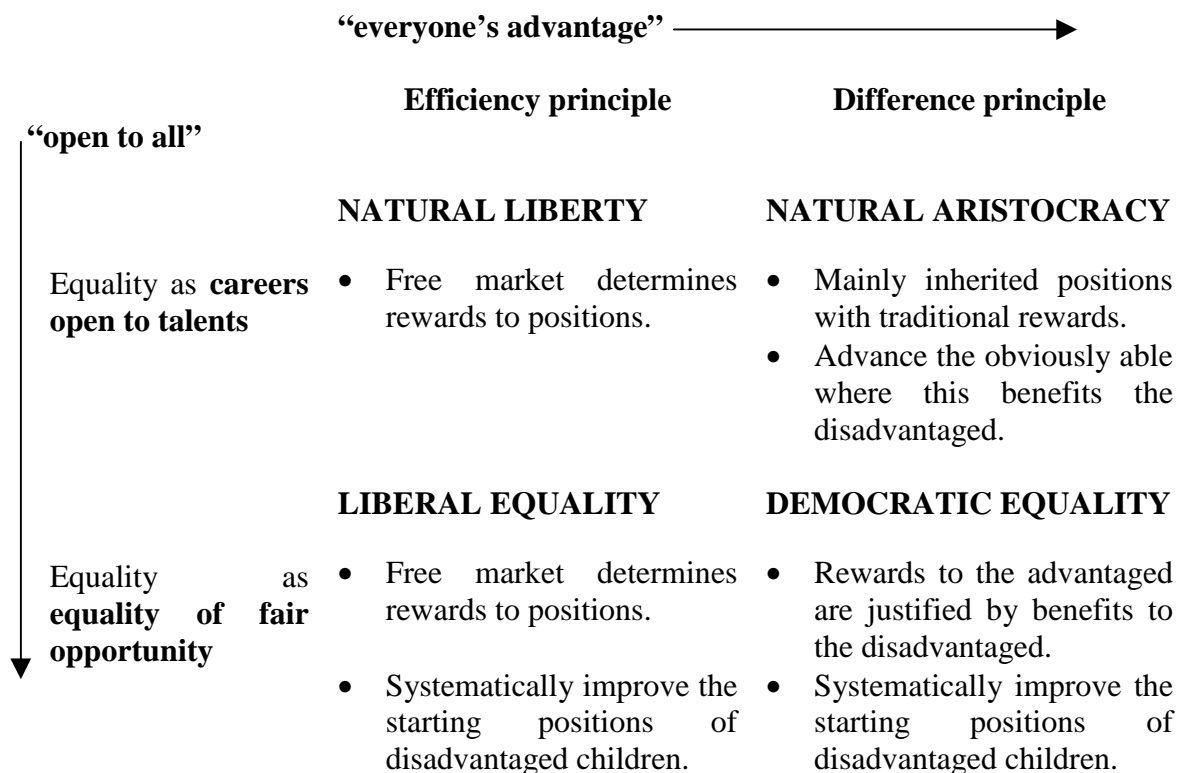 “everyone’s advantage”
Efficiency principle
Difference principle
“open to all”
NATURAL LIBERTY
NATURAL ARISTOCRACY
Equality as careers
open to talents
• Free market determines
rewards to positions.
• Mainly inherited positions
with traditional rewards.
• Advance the obviously able
where this benefits the
disadvantaged.
LIBERAL EQUALITY
DEMOCRATIC EQUALITY
Equality as
equality of fair
opportunity
• Free market determines
rewards to positions.
• Systematically improve the
starting positions of
disadvantaged children.
• Rewards to the advantaged
are justified by benefits to
the disadvantaged.
• Systematically improve the
starting positions of
disadvantaged children.